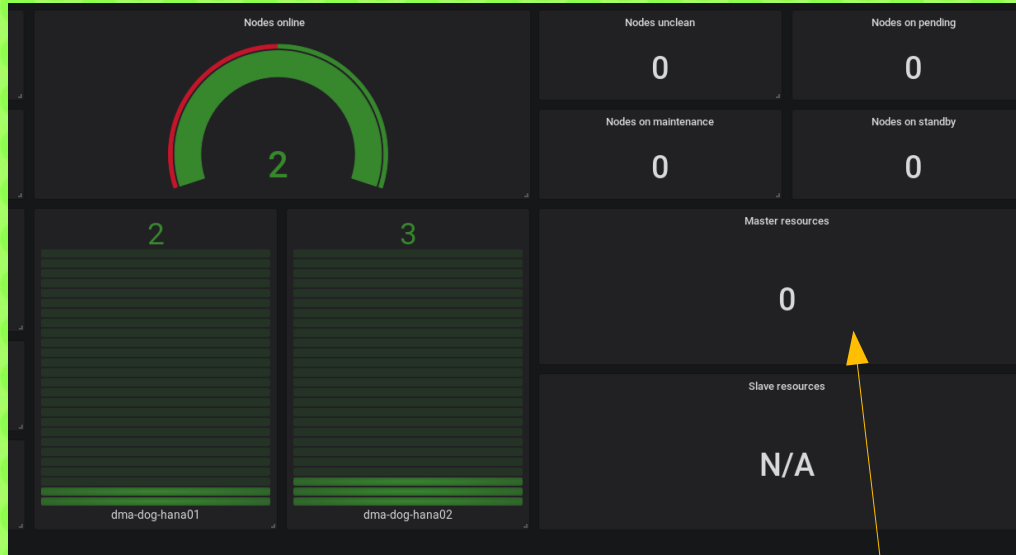 Nodes online
2
Nodes unclean
0
Nodes on pending
0
Nodes on maintenance
0
Nodes on standby
0
2
dma-dog-hana01
3
dma-dog-hana02
Master resources
0
Slave resources
N/A